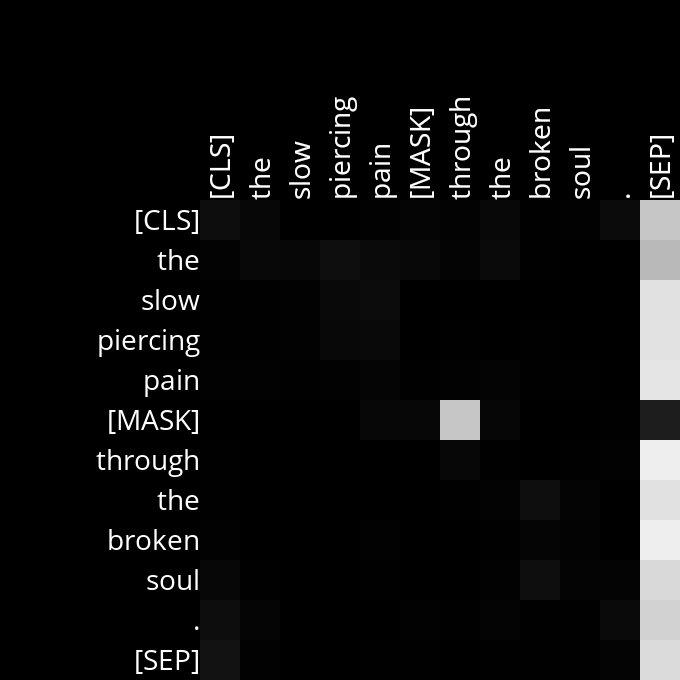 [CLS] the slow piercing pain [MASK] through the broken soul . [SEP]
[CLS]
the
slow
piercing
pain
[MASK]
through
the
broken
soul
.
[SEP]